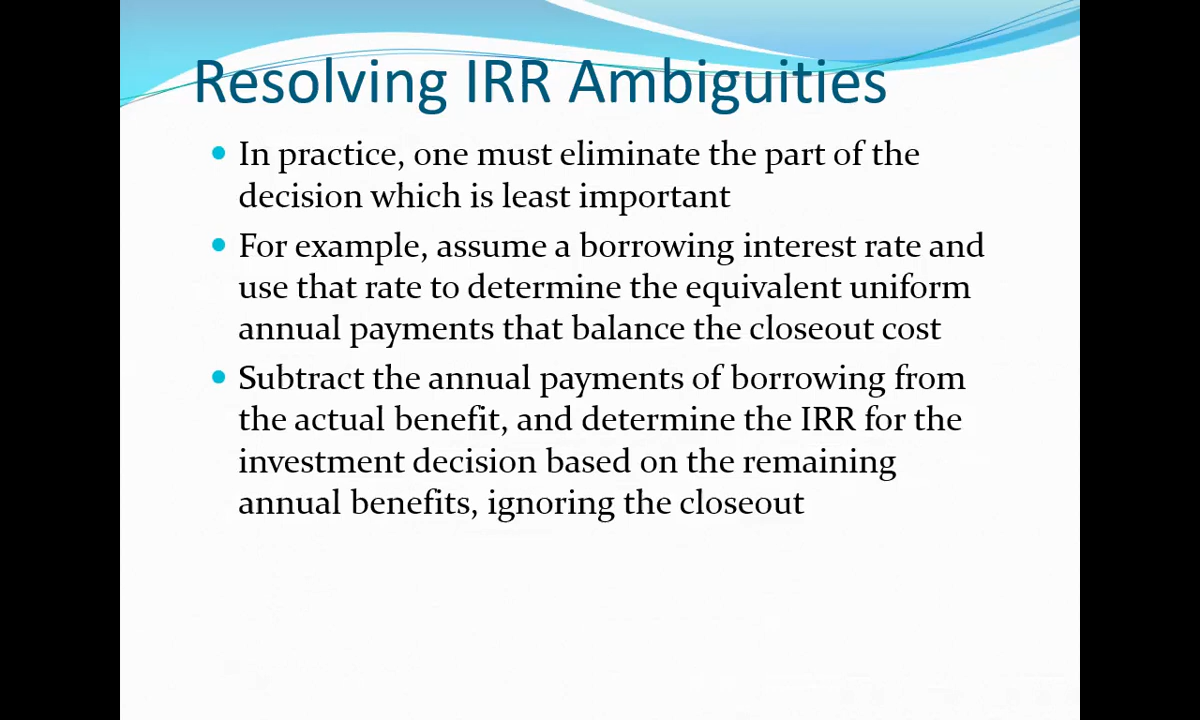 Resolving IRR Ambiguities
In practice, one must eliminate the part of the
decision which is least important
For example, assume a borrowing interest rate and
use that rate to determine the equivalent uniform
annual payments that balance the closeout cost
Subtract the annual payments of borrowing from
the actual benefit, and determine the IRR for the
investment decision based on the remaining
annual benefits, ignoring the closeout